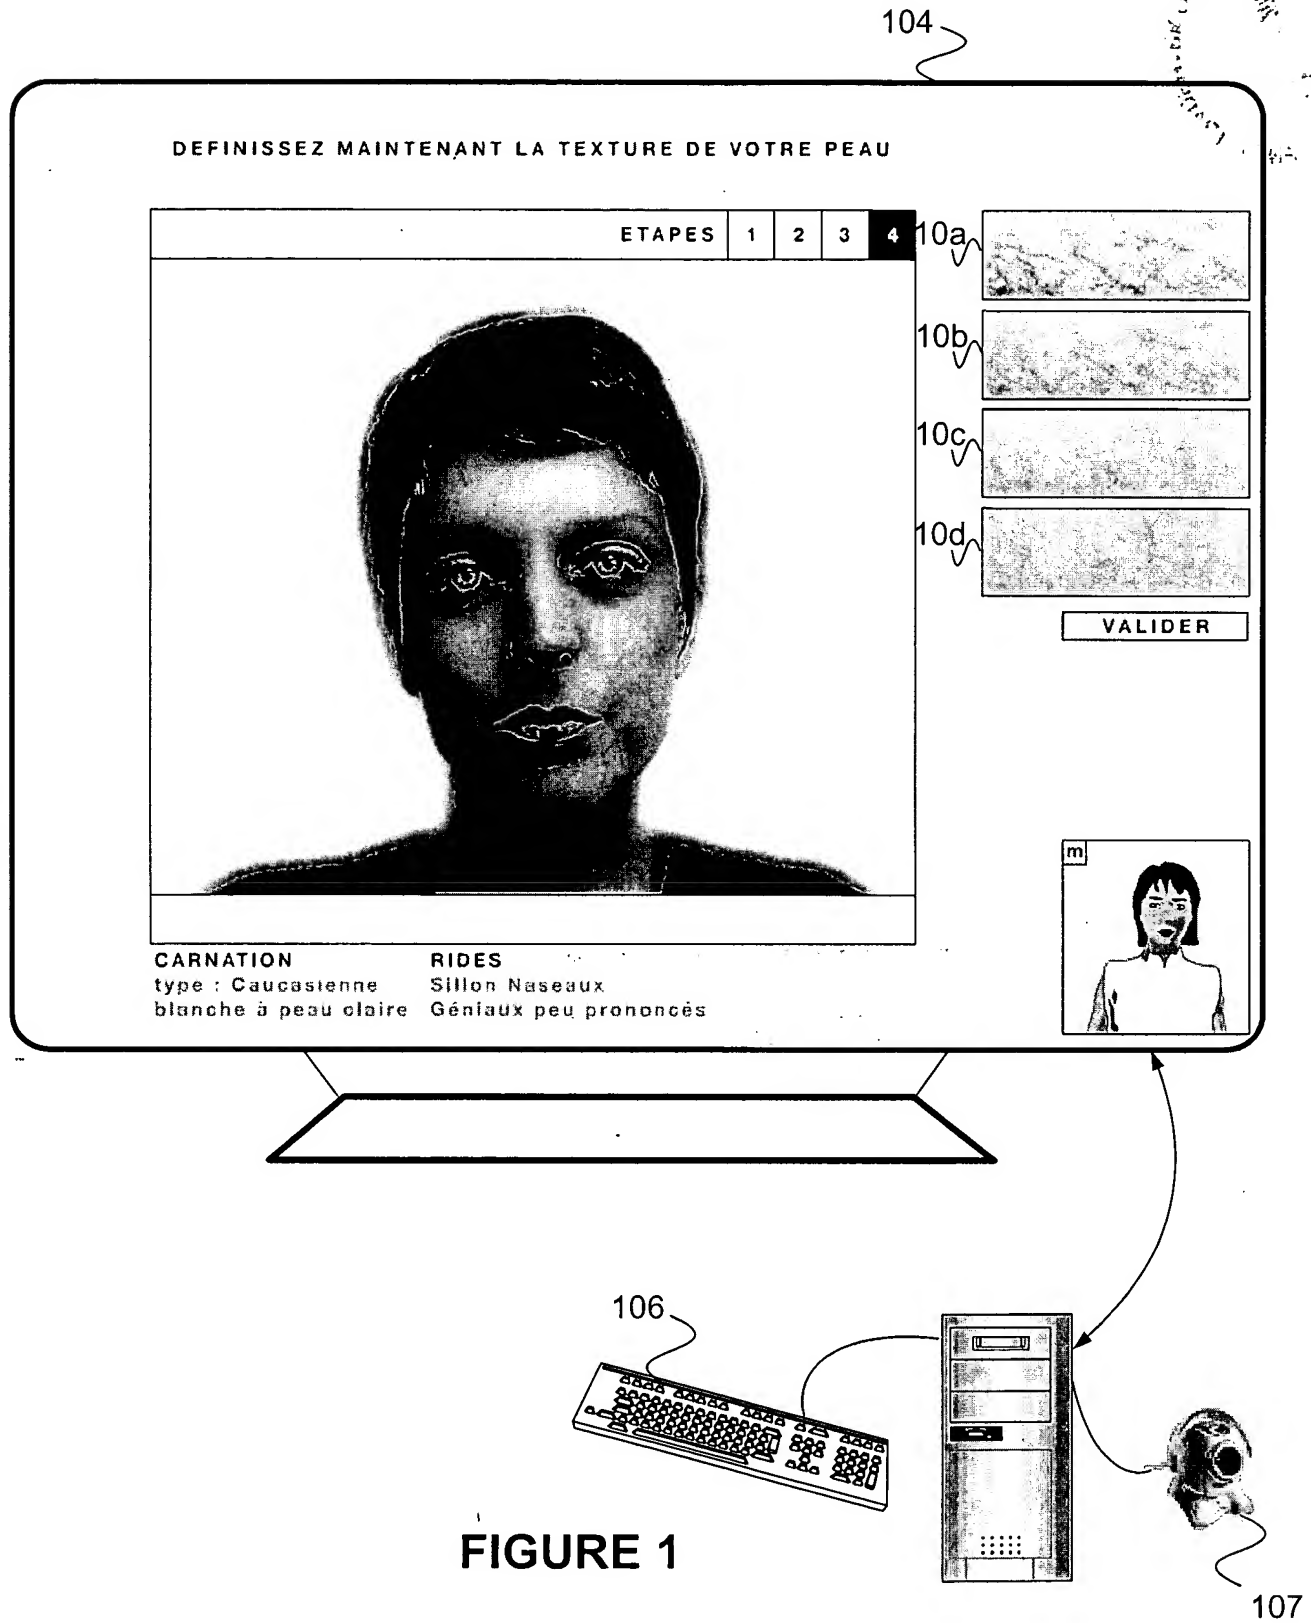 104
DEFINISSEZ MAINTENANT LA TEXTURE DE VOTRE PEAU
ETAPES 1 2 3 4
10a
10b
10c
10d
VALIDER
m
CARNATION
type : Caucasienne
blanche à peau claire
RIDES
Sillon Naseaux
Géniaux peu prononcés
106
FIGURE 1
107